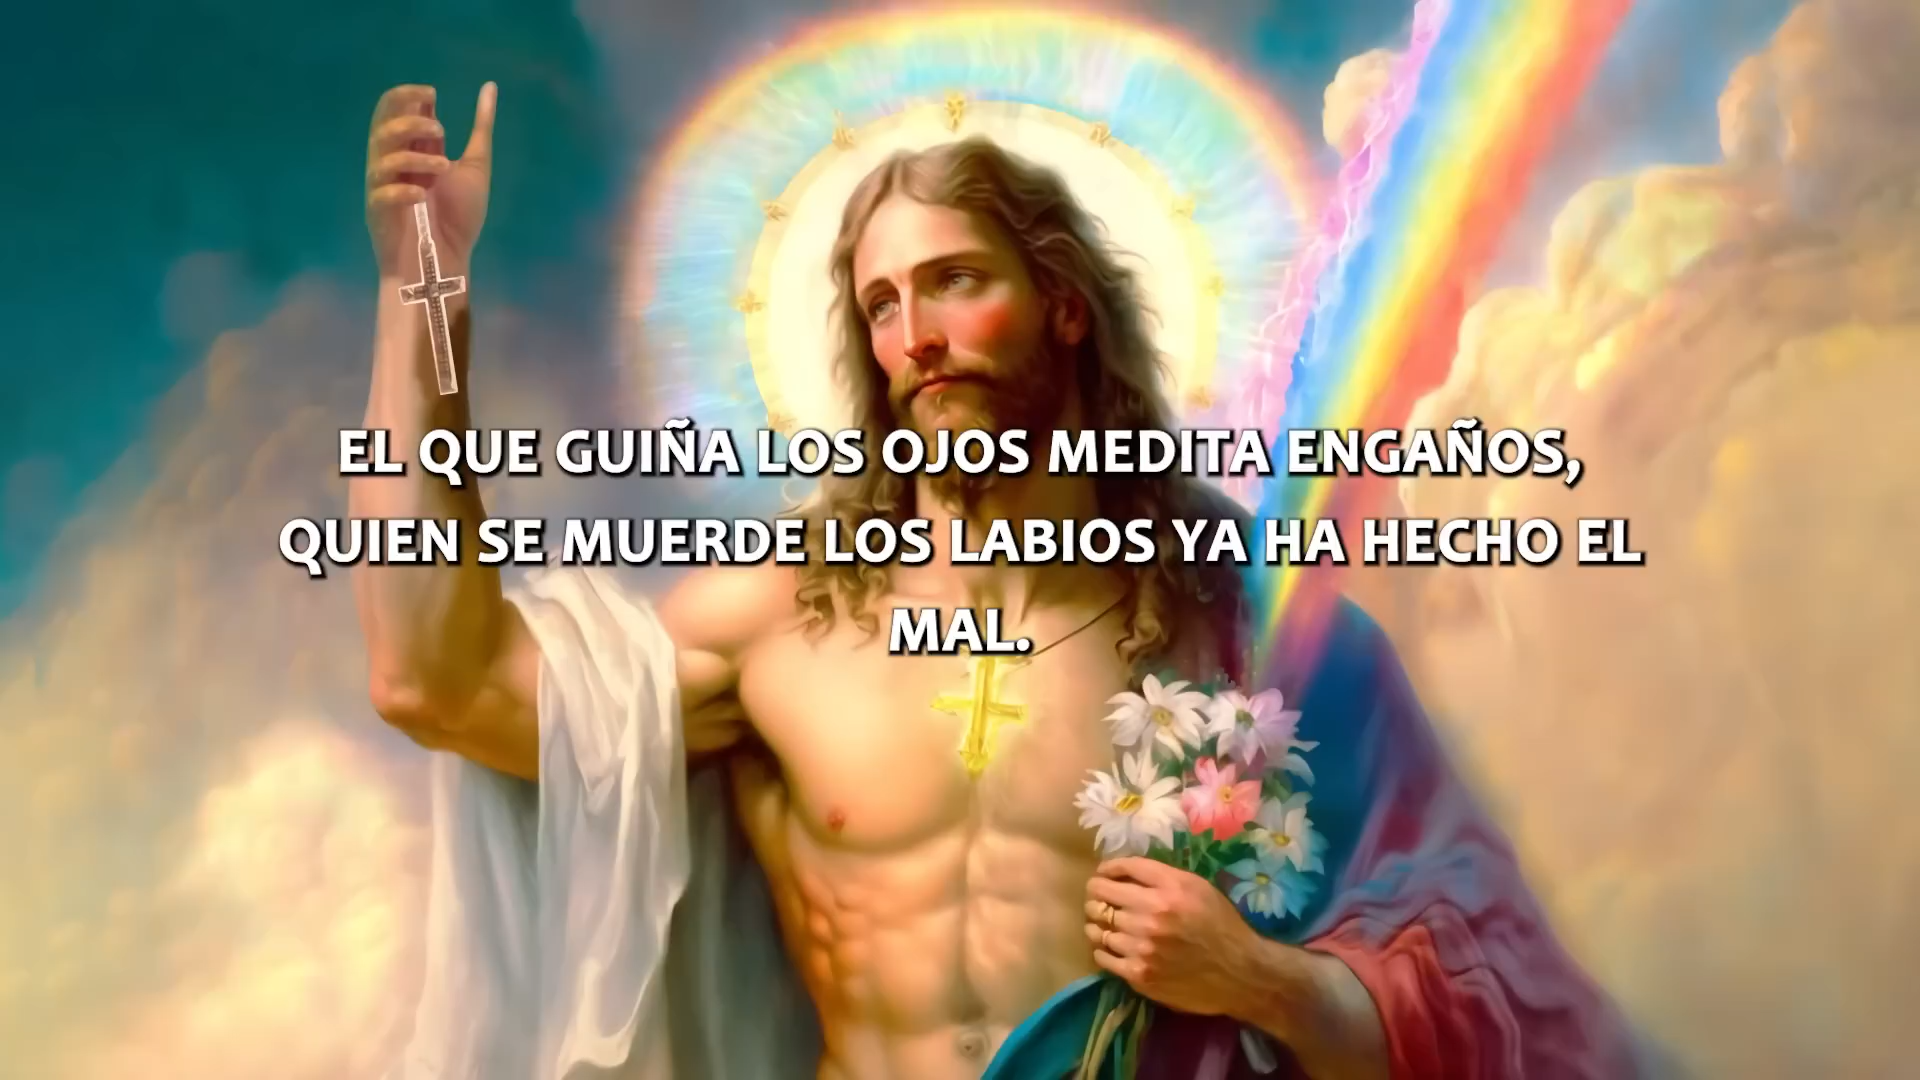 EL QUE GUIÑA LOS OJOS MEDITA ENGAÑOS,
QUIEN SE MUERDE LOS LABIOS YA HA HECHO EL
MAL.